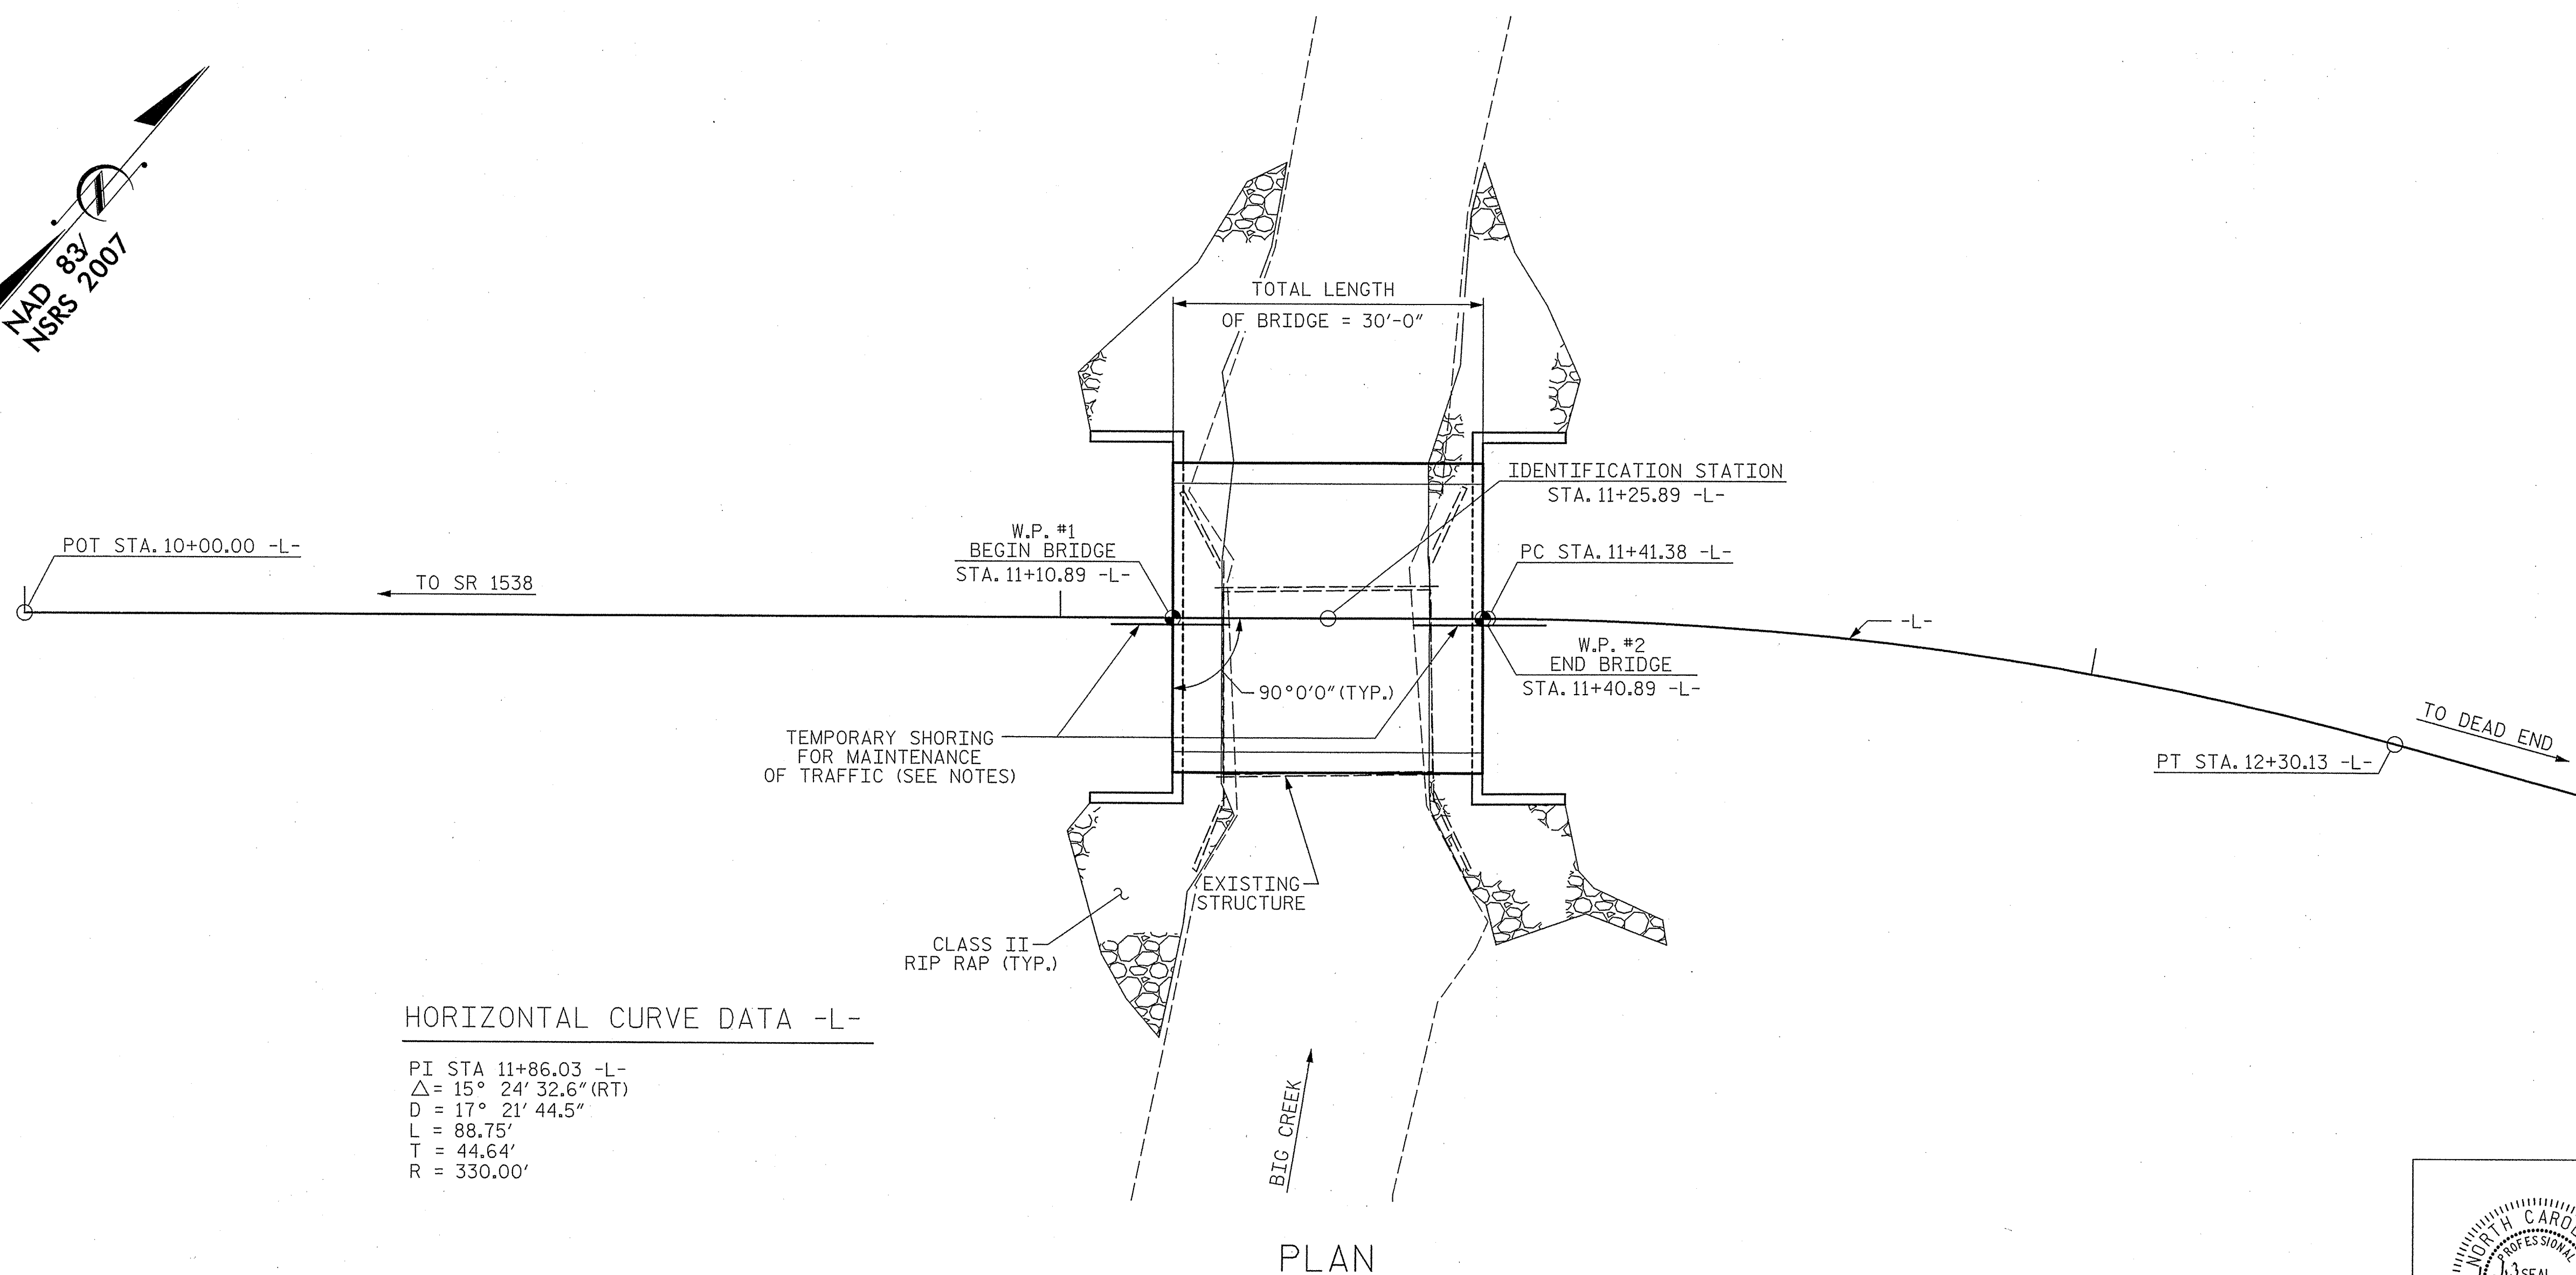 NAD 83/
NSRS 2007
TOTAL LENGTH
OF BRIDGE = 30'-0"
IDENTIFICATION STATION
STA. 11+25.89 -L-
POT STA. 10+00.00 -L-
TO SR 1538
W.P. #1
BEGIN BRIDGE
STA. 11+10.89 -L-
PC STA. 11+41.38 -L-
-L-
W.P. #2
END BRIDGE
STA. 11+40.89 -L-
90°0'0" (TYP.)
TEMPORARY SHORING
FOR MAINTENANCE
OF TRAFFIC (SEE NOTES)
TO DEAD END
PT STA. 12+30.13 -L-
EXISTING
STRUCTURE
CLASS II
RIP RAP (TYP.)
HORIZONTAL CURVE DATA -L-
PI STA 11+86.03 -L-
△= 15° 24' 32.6" (RT)
D = 17° 21' 44.5"
L = 88.75'
T = 44.64'
R = 330.00'
BIG CREEK
PLAN
NORTH CAROL
PROFESSIONAL
SEAL